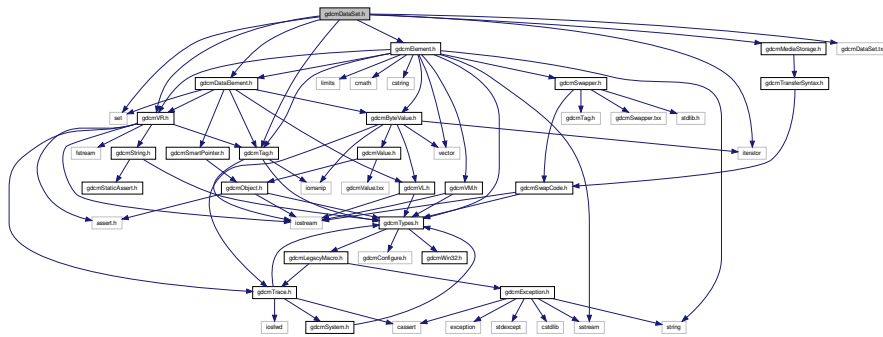 gdcmDataSet.h
gdcmElement.h
gdcmMediaStorage.h
gdcmDataSet.txx
gdcmDataElement.h
limits
cmath
cstring
gdcmSwapper.h
gdcmTransferSyntax.h
set
gdcmVR.h
gdcmByteValue.h
gdcmTag.h
gdcmSwapper.txx
stdlib.h
fstream
gdcmString.h
gdcmSmartPointer.h
gdcmTag.h
gdcmValue.h
vector
iterator
gdcmStaticAssert.h
gdcmObject.h
iomanip
gdcmValue.txx
gdcmVL.h
gdcmVM.h
gdcmSwapCode.h
assert.h
iostream
gdcmTypes.h
gdcmLegacyMacro.h
gdcmConfigure.h
gdcmWin32.h
gdcmTrace.h
gdcmException.h
iosfwd
gdcmSystem.h
cassert
exception
stdexcept
cstdlib
sstream
string